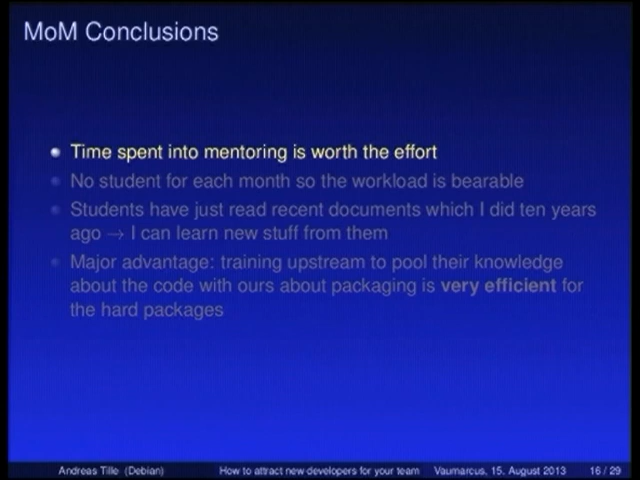 MoM Conclusions
Time spent into mentoring is worth the effort
No student for each month so the workload is bearable
Students have just read recent documents which I did ten years
ago → I can learn new stuff from them
Major advantage: training upstream to pool their knowledge
about the code with ours about packaging is very efficient for
the hard packages
Andreas Tille (Debian) How to attract new developers for your team Vaumarcus, 15. August 2013 16 / 29